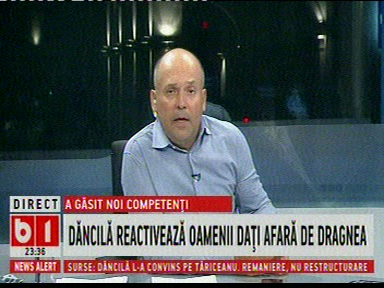 DIRECT
A GĂSIT NOI COMPETENȚI
b1
23:36
DĂNCILĂ REACTIVEAZĂ OAMENII DAȚI AFARĂ DE DRAGNEA
NEWS ALERT
SURSE: DĂNCILĂ L-A CONVINS PE TĂRICEANU. REMANIERE, NU RESTRUCTURARE